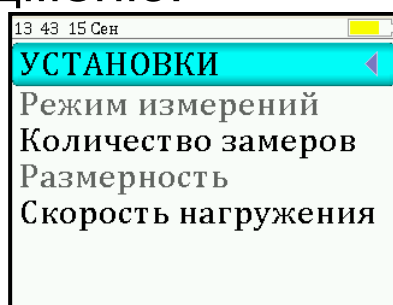 13 43 15 Сен
УСТАНОВКИ
Режим измерений
Количество замеров
Размерность
Скорость нагружения